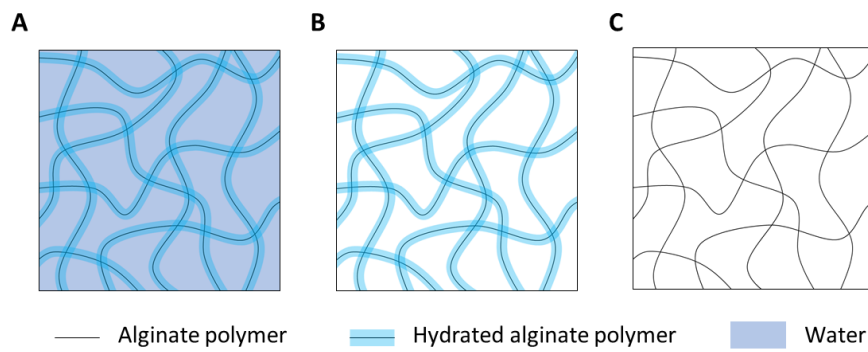 A
B
C
Alginate polymer
Hydrated alginate polymer
Water